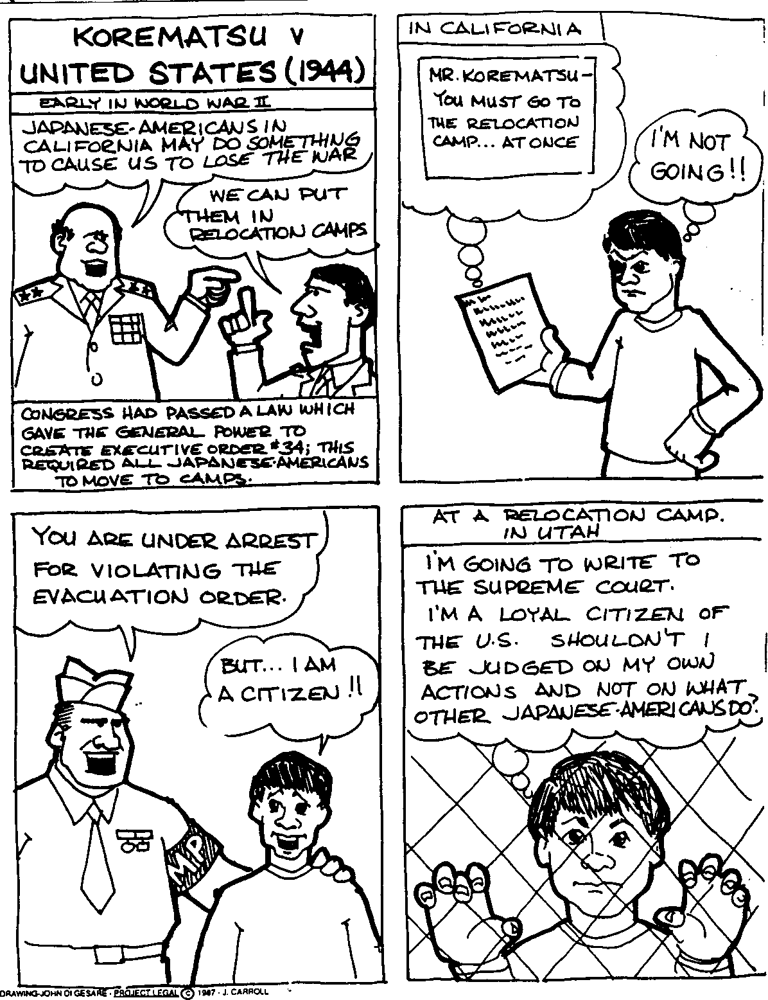 KOREMATSU V
UNITED STATES (1944)
EARLY IN WORLD WAR II
JAPANESE-AMERICANS IN
CALIFORNIA MAY DO SOMETHING
TO CAUSE US TO LOSE THE WAR
WE CAN PUT
THEM IN
RELOCATION CAMPS
CONGRESS HAD PASSED A LAW WHICH
GAVE THE GENERAL POWER TO
CREATE EXECUTIVE ORDER #34; THIS
REQUIRED ALL JAPANESE-AMERICANS
TO MOVE TO CAMPS.
IN CALIFORNIA
MR. KOREMATSU-
YOU MUST GO TO
THE RELOCATION
CAMP... AT ONCE
I'M NOT
GOING!!
YOU ARE UNDER ARREST
FOR VIOLATING THE
EVACUATION ORDER.
BUT... I AM
A CITIZEN!!
MP
AT A RELOCATION CAMP.
IN UTAH
I'M GOING TO WRITE TO
THE SUPREME COURT.
I'M A LOYAL CITIZEN OF
THE U.S. SHOULDN'T I
BE JUDGED ON MY OWN
ACTIONS AND NOT ON WHAT
OTHER JAPANESE-AMERICANS DO?
DRAWING-JOHN DI GESARE - PROJECT LEGAL © 1987 - J. CARROLL